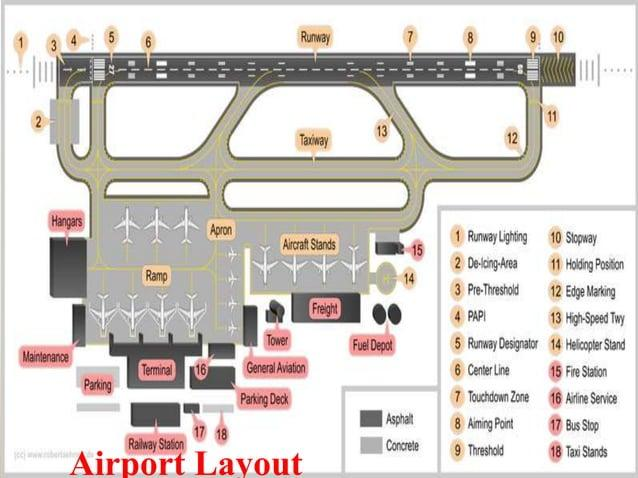 1
3
4
5
6
Runway
7
8
9
10
27
09
2
Taxiway
13
12
11
Hangars
Apron
Aircraft Stands
15
Ramp
14
Freight
Maintenance
Tower
Fuel Depot
Terminal
16
General Aviation
Parking
Parking Deck
Railway Station
17
18
1 Runway Lighting
2 De-Icing-Area
3 Pre-Threshold
4 PAPI
5 Runway Designator
6 Center Line
7 Touchdown Zone
8 Aiming Point
9 Threshold
10 Stopway
11 Holding Position
12 Edge Marking
13 High-Speed Twy
14 Helicopter Stand
15 Fire Station
16 Airline Service
17 Bus Stop
18 Taxi Stands
Asphalt
Concrete
Airport Layout